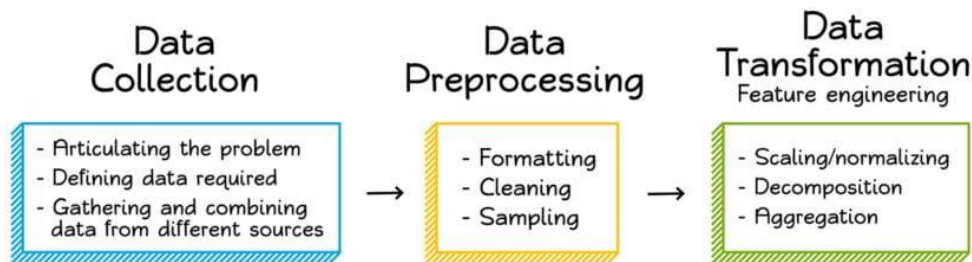 Data
Collection
- Articulating the problem
- Defining data required
- Gathering and combining
data from different sources
Data
Preprocessing
- Formatting
- Cleaning
- Sampling
Data
Transformation
Feature engineering
- Scaling/normalizing
- Decomposition
- Aggregation